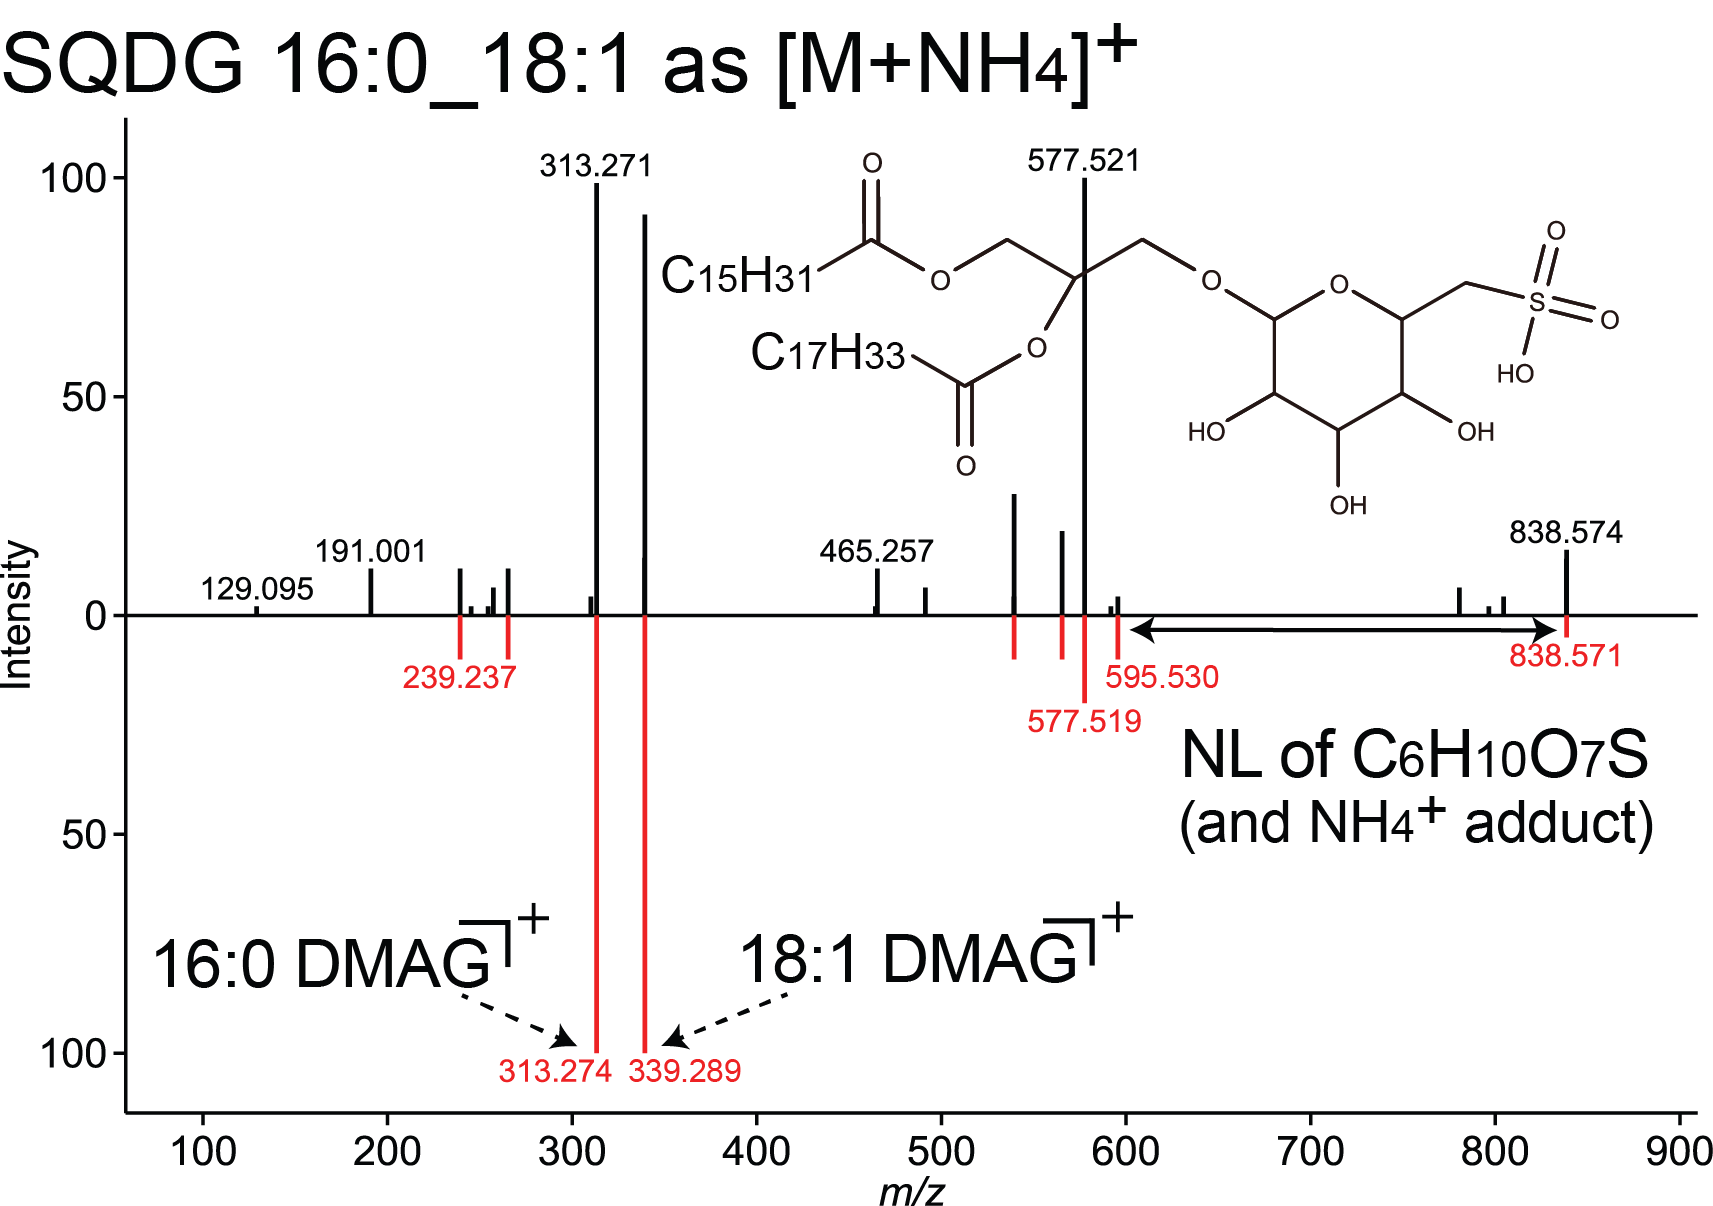 SQDG 16:0_18:1 as [M+NH4]+
Intensity
100
50
0
50
100
313.271
577.521
191.001
129.095
465.257
838.574
O
C15H31
O
C17H33
O
O
O
O
S
O
O
HO
HO
OH
OH
239.237
595.530
577.519
838.571
NL of C6H10O7S
(and NH4+ adduct)
16:0 DMAG+
18:1 DMAG+
313.274
339.289
100
200
300
400
500
600
700
800
900
m/z